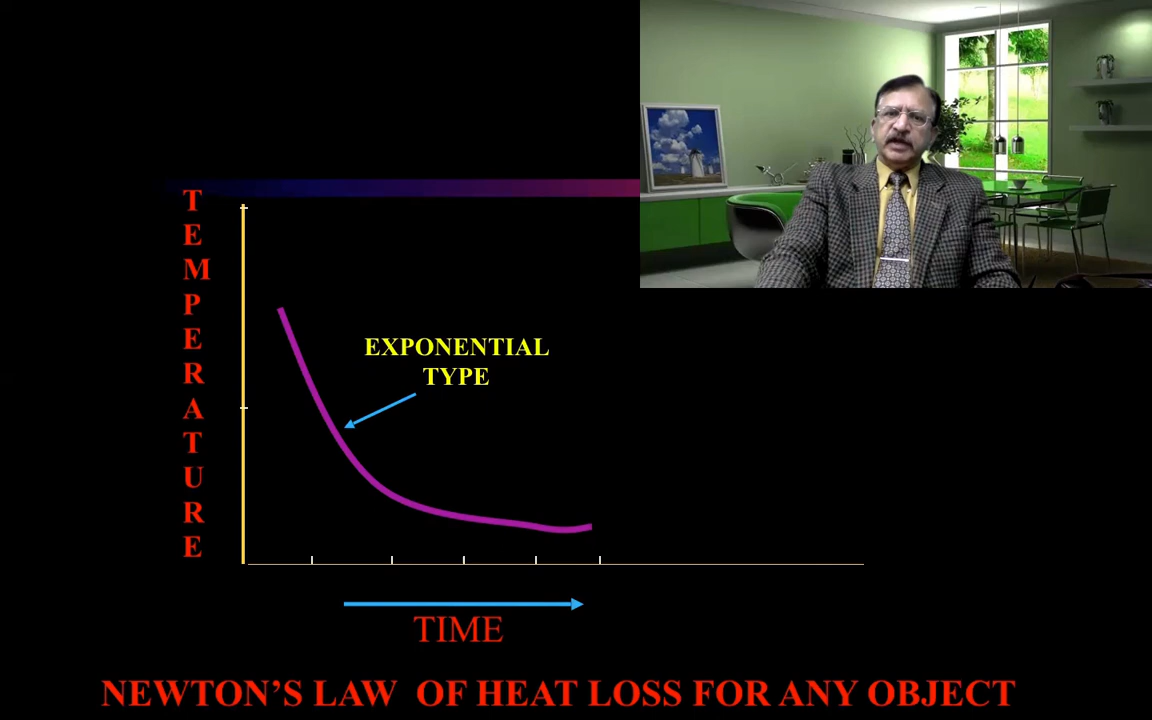 TEMPERATURE
EXPONENTIAL
TYPE
TIME
NEWTON'S LAW OF HEAT LOSS FOR ANY OBJECT